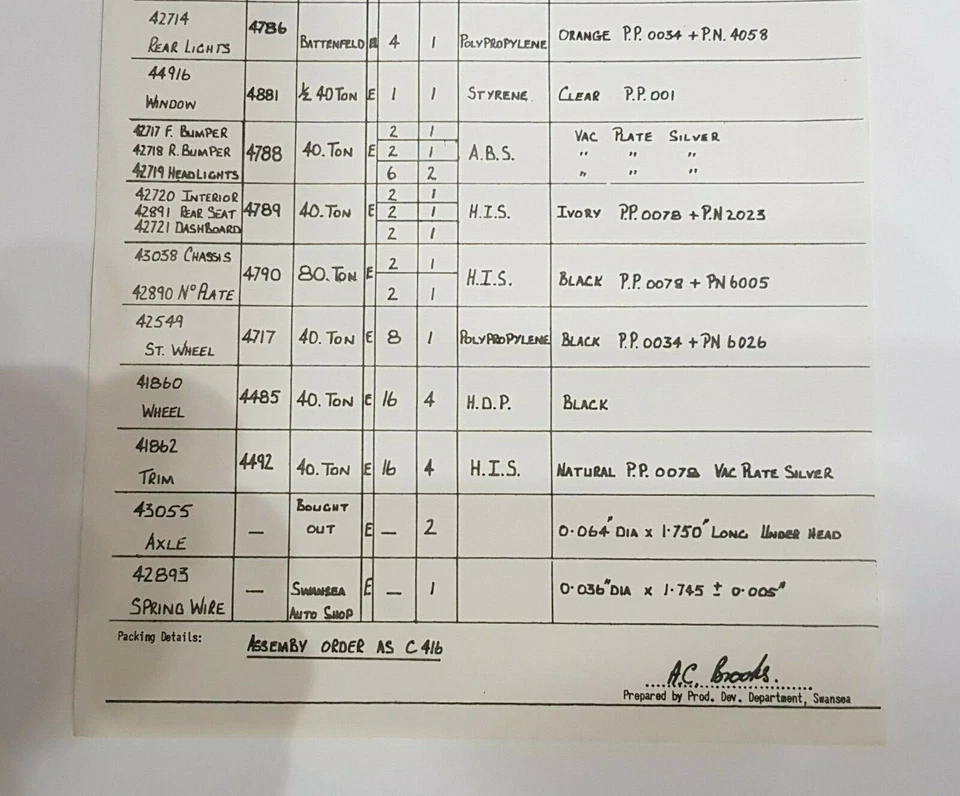 42714 4786 BATTENFELD 4 1 POLYPROPYLENE ORANGE P.P. 0034 + P.N. 4058
REAR LIGHTS
44916 4881 ½ 40 TON E 1 1 STYRENE CLEAR P.P. 001
WINDOW
42717 F. BUMPER 4788 40. TON E 2 1 A.B.S. VAC PLATE SILVER
42718 R. BUMPER 2 1 " " "
42719 HEADLIGHTS 6 2 " " "
42720 INTERIOR 4789 40. TON E 2 1 H.I.S. IVORY P.P. 0078 + P.N 2023
42891 REAR SEAT 2 1
42721 DASHBOARD 2 1
43038 CHASSIS 4790 80. TON E 2 1 H.I.S. BLACK P.P. 0078 + PN 6005
42890 Nº PLATE 2 1
42549 4717 40. TON E 8 1 POLYPROPYLENE BLACK P.P. 0034 + PN 6026
ST. WHEEL
41860 4485 40. TON E 16 4 H.D.P. BLACK
WHEEL
41862 4492 40. TON E 16 4 H.I.S. NATURAL P.P. 0078 VAC PLATE SILVER
TRIM
43055 — BOUGHT OUT E — 2 0.064" DIA x 1.750" LONG UNDER HEAD
AXLE
42893 — SWANSEA AUTO SHOP E — 1 0.036" DIA x 1.745 ± 0.005"
SPRING WIRE
Packing Details: ASSEMBY ORDER AS C 416
A.C. Brooks.
Prepared by Prod. Dev. Department, Swansea